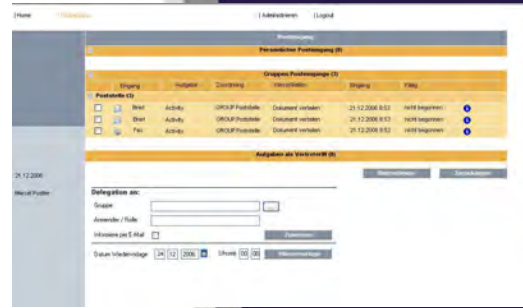 |Home
|Administrieren |Logout
Posteingang
Persönlicher Posteingang (0)
Gruppen Posteingänge (3)
Eingang Aufgabe Zuordnung Eingang Fällig
Poststelle (3)
Brief Activity GROUP Poststelle Dokument verteilen 21.12.2006 8:53 nicht begonnen
Brief Activity GROUP Poststelle Dokument verteilen 21.12.2006 8:53 nicht begonnen
Fax Activity GROUP Poststelle Dokument verteilen 21.12.2006 8:53 nicht begonnen
Aufgaben als Vertreter/in (0)
21.12.2006
Delegation an:
Gruppe:
...
Anwender / Rolle:
Informiere per E-Mail
Datum Wiedervorlage 24 12 2006 Uhrzeit 00 00 Wiedervorlage